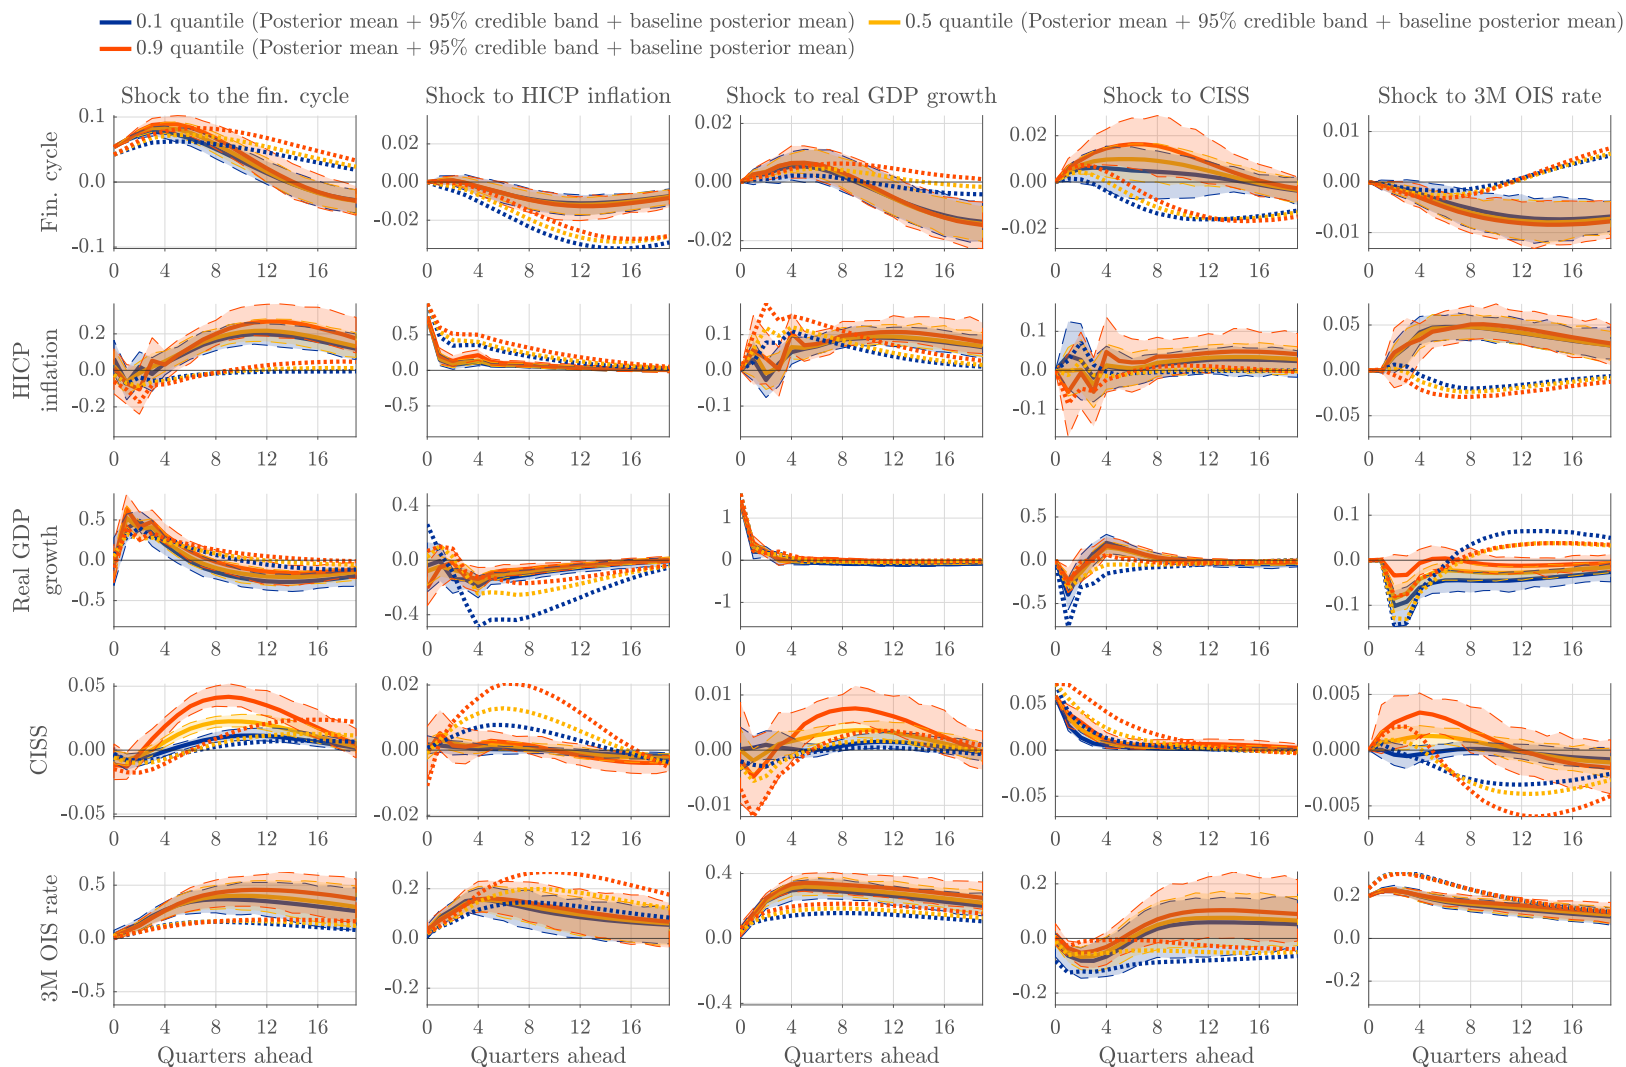 0.1 quantile (Posterior mean + 95% credible band + baseline posterior mean) 0.5 quantile (Posterior mean + 95% credible band + baseline posterior mean)
0.9 quantile (Posterior mean + 95% credible band + baseline posterior mean)
Shock to the fin. cycle Shock to HICP inflation Shock to real GDP growth Shock to CISS Shock to 3M OIS rate
Fin. cycle
0.1 0.0 -0.1
0.02 0.00 -0.02
0.02 0.00 -0.02
0.02 0.00 -0.02
0.01 0.00 -0.01
0 4 8 12 16 0 4 8 12 16 0 4 8 12 16 0 4 8 12 16 0 4 8 12 16
HICP
inflation
0.2 0.0 -0.2
0.5 0.0 -0.5
0.1 0.0 -0.1
0.1 0.0 -0.1
0.05 0.00 -0.05
0 4 8 12 16 0 4 8 12 16 0 4 8 12 16 0 4 8 12 16 0 4 8 12 16
Real GDP
growth
0.5 0.0 -0.5
0.4 0.0 -0.4
1 0 -1
0.5 0.0 -0.5
0.1 0.0 -0.1
0 4 8 12 16 0 4 8 12 16 0 4 8 12 16 0 4 8 12 16 0 4 8 12 16
CISS
0.05 0.00 -0.05
0.02 0.00 -0.02
0.01 0.00 -0.01
0.05 0.00 -0.05
0.005 0.000 -0.005
0 4 8 12 16 0 4 8 12 16 0 4 8 12 16 0 4 8 12 16 0 4 8 12 16
3M OIS rate
0.5 0.0 -0.5
0.2 0.0 -0.2
0.4 0.0 -0.4
0.2 0.0 -0.2
0.2 0.0 -0.2
0 4 8 12 16 0 4 8 12 16 0 4 8 12 16 0 4 8 12 16 0 4 8 12 16
Quarters ahead Quarters ahead Quarters ahead Quarters ahead Quarters ahead